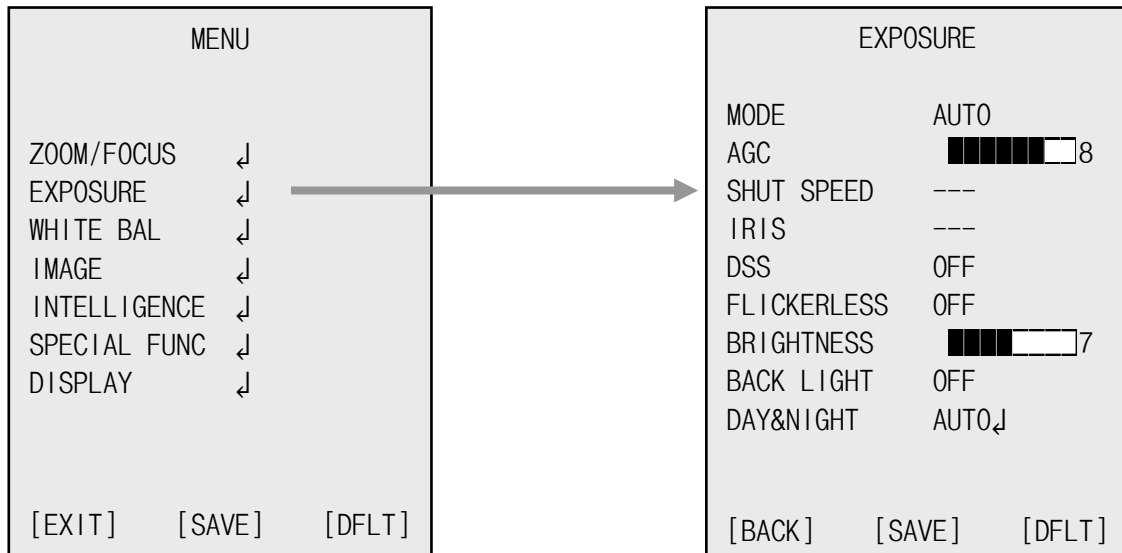 MENU
ZOOM/FOCUS ↲
EXPOSURE ↲
WHITE BAL ↲
IMAGE ↲
INTELLIGENCE ↲
SPECIAL FUNC ↲
DISPLAY ↲
[EXIT] [SAVE] [DFLT]
EXPOSURE
MODE AUTO
AGC 8
SHUT SPEED ---
IRIS ---
DSS OFF
FLICKERLESS OFF
BRIGHTNESS 7
BACK LIGHT OFF
DAY&NIGHT AUTO↲
[BACK] [SAVE] [DFLT]